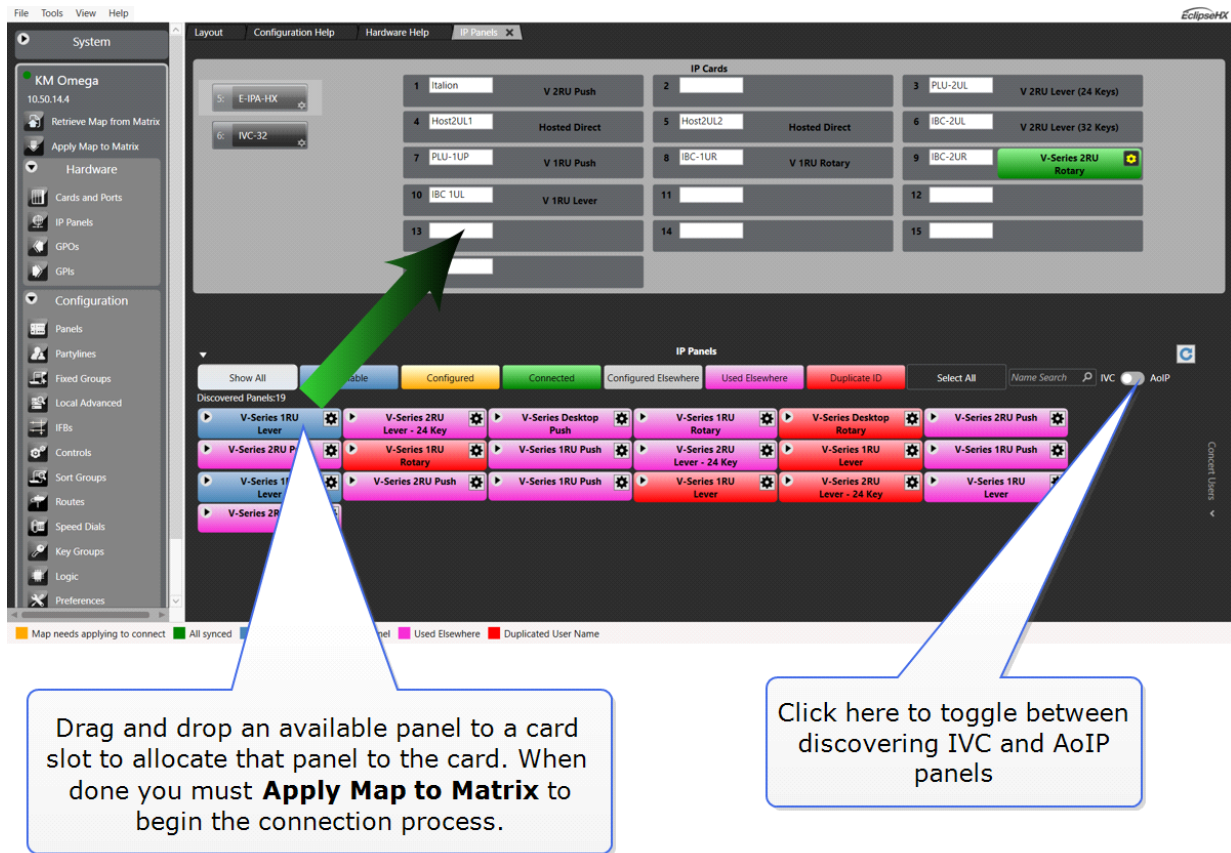 File Tools View Help
EclipseHX
System
KM Omega
10.50.14.4
Retrieve Map from Matrix
Apply Map to Matrix
Hardware
Cards and Ports
IP Panels
GPOs
GPIs
Configuration
Panels
Partylines
Fixed Groups
Local Advanced
IFBs
Controls
Sort Groups
Routes
Speed Dials
Key Groups
Logic
Preferences
Layout Configuration Help Hardware Help IP Panels X
IP Cards
5: E-IPA-HX
6: IVC-32
1 Italion V 2RU Push 2 3 PLU-2UL V 2RU Lever (24 Keys)
4 Host2UL1 Hosted Direct 5 Host2UL2 Hosted Direct 6 IBC-2UL V 2RU Lever (32 Keys)
7 PLU-1UP V 1RU Push 8 IBC-1UR V 1RU Rotary 9 IBC-2UR V-Series 2RU
Rotary
10 IBC 1UL V 1RU Lever 11 12
13 14 15
IP Panels
Show All Configured Connected Configured Elsewhere Used Elsewhere Duplicate ID Select All Name Search IVC AoIP
Discovered Panels:19
V-Series 1RU V-Series 2RU V-Series Desktop V-Series 1RU V-Series Desktop V-Series 2RU Push
Lever Lever - 24 Key Push Rotary Rotary
V-Series 2RU V-Series 1RU V-Series 1RU Push V-Series 2RU V-Series 1RU V-Series 1RU Push
Rotary Lever - 24 Key Lever
V-Series V-Series 2RU Push V-Series 1RU Push V-Series 1RU V-Series 2RU V-Series 1RU
Lever Lever Lever - 24 Key Lever
V-Series
Concert Users
Map needs applying to connect All synced Used Elsewhere Duplicated User Name
Drag and drop an available panel to a card
slot to allocate that panel to the card. When
done you must Apply Map to Matrix to
begin the connection process.
Click here to toggle between
discovering IVC and AoIP
panels